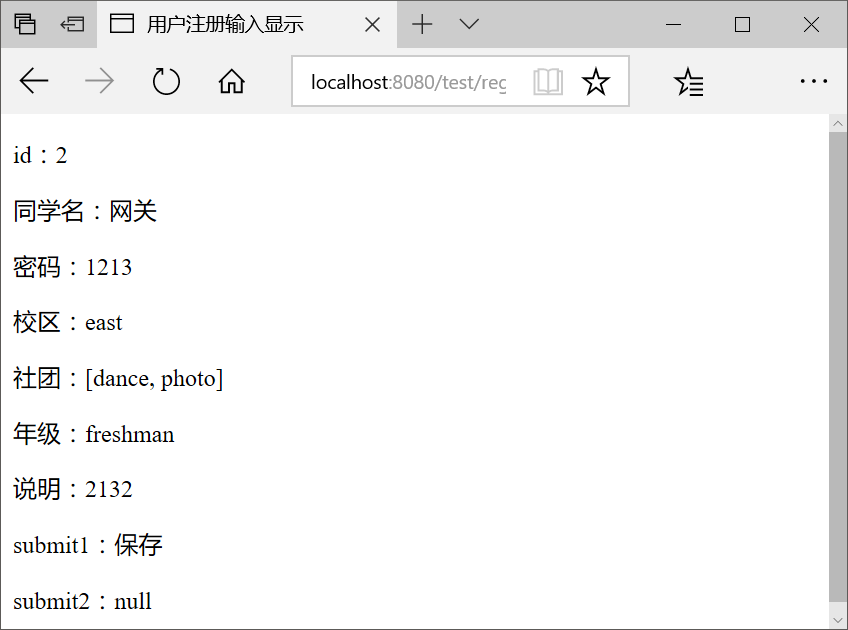 用户注册输入显示
localhost:8080/test/reg
id：2
同学名：网关
密码：1213
校区：east
社团：[dance, photo]
年级：freshman
说明：2132
submit1：保存
submit2：null